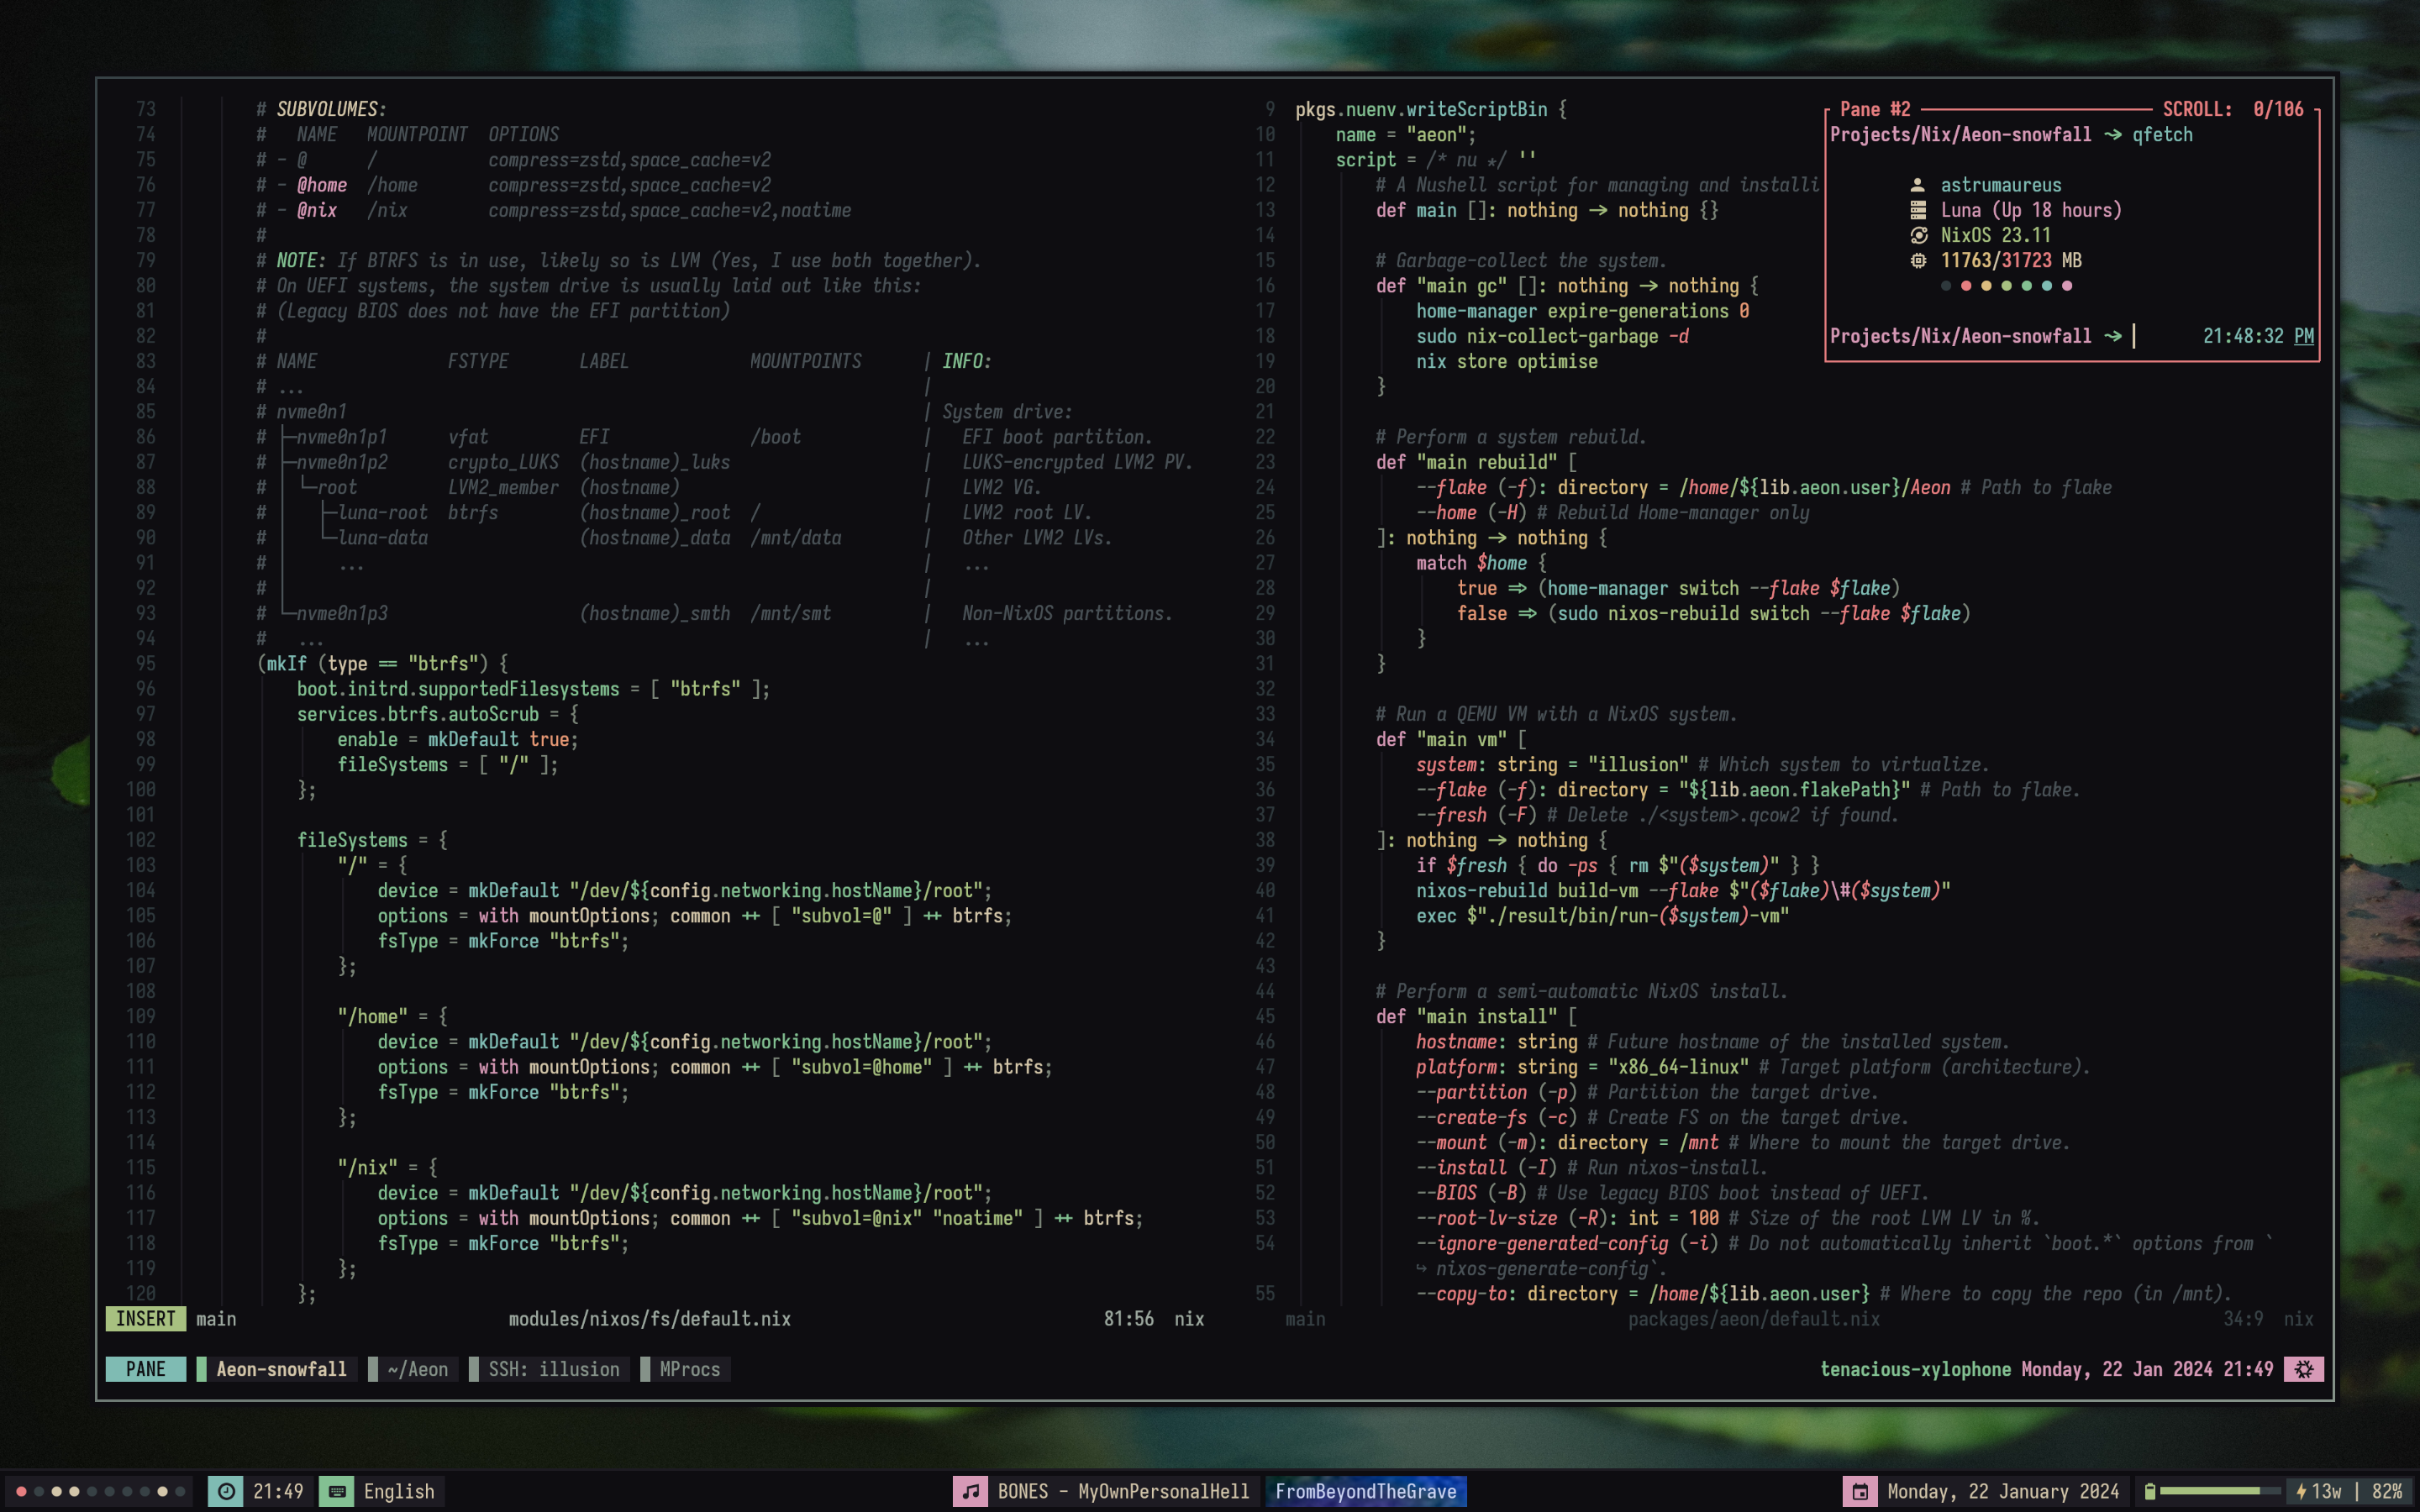 73 # SUBVOLUMES:
74 #   NAME   MOUNTPOINT  OPTIONS
75 # - @      /           compress=zstd,space_cache=v2
76 # - @home  /home       compress=zstd,space_cache=v2
77 # - @nix   /nix        compress=zstd,space_cache=v2,noatime
78 #
79 # NOTE: If BTRFS is in use, likely so is LVM (Yes, I use both together).
80 # On UEFI systems, the system drive is usually laid out like this:
81 # (Legacy BIOS does not have the EFI partition)
82 #
83 # NAME             FSTYPE       LABEL            MOUNTPOINTS      | INFO:
84 # ...                                                             |
85 # nvme0n1                                                         | System drive:
86 # ├─nvme0n1p1      vfat         EFI              /boot            |   EFI boot partition.
87 # ├─nvme0n1p2      crypto_LUKS  (hostname)_luks                   |   LUKS-encrypted LVM2 PV.
88 # │ └─root         LVM2_member  (hostname)                        |   LVM2 VG.
89 # │   ├─luna-root  btrfs        (hostname)_root  /                |   LVM2 root LV.
90 # │   └─luna-data               (hostname)_data  /mnt/data        |   Other LVM2 LVs.
91 # │     ...                                                       |   ...
92 # │                                                               |
93 # └─nvme0n1p3                   (hostname)_smth  /mnt/smt         |   Non-NixOS partitions.
94 #   ...                                                           |   ...
95 (mkIf (type == "btrfs") {
96     boot.initrd.supportedFilesystems = [ "btrfs" ];
97     services.btrfs.autoScrub = {
98         enable = mkDefault true;
99         fileSystems = [ "/" ];
100     };
101
102     fileSystems = {
103         "/" = {
104             device = mkDefault "/dev/${config.networking.hostName}/root";
105             options = with mountOptions; common ++ [ "subvol=@" ] ++ btrfs;
106             fsType = mkForce "btrfs";
107         };
108
109         "/home" = {
110             device = mkDefault "/dev/${config.networking.hostName}/root";
111             options = with mountOptions; common ++ [ "subvol=@home" ] ++ btrfs;
112             fsType = mkForce "btrfs";
113         };
114
115         "/nix" = {
116             device = mkDefault "/dev/${config.networking.hostName}/root";
117             options = with mountOptions; common ++ [ "subvol=@nix" "noatime" ] ++ btrfs;
118             fsType = mkForce "btrfs";
119         };
120     };
INSERT main modules/nixos/fs/default.nix 81:56 nix
9 pkgs.nuenv.writeScriptBin {
10     name = "aeon";
11     script = /* nu */ ''
12         # A Nushell script for managing and installi
13         def main []: nothing -> nothing {}
14
15         # Garbage-collect the system.
16         def "main gc" []: nothing -> nothing {
17             home-manager expire-generations 0
18             sudo nix-collect-garbage -d
19             nix store optimise
20         }
21
22         # Perform a system rebuild.
23         def "main rebuild" [
24             --flake (-f): directory = /home/${lib.aeon.user}/Aeon # Path to flake
25             --home (-H) # Rebuild Home-manager only
26         ]: nothing -> nothing {
27             match $home {
28                 true => (home-manager switch --flake $flake)
29                 false => (sudo nixos-rebuild switch --flake $flake)
30             }
31         }
32
33         # Run a QEMU VM with a NixOS system.
34         def "main vm" [
35             system: string = "illusion" # Which system to virtualize.
36             --flake (-f): directory = "${lib.aeon.flakePath}" # Path to flake.
37             --fresh (-F) # Delete ./<system>.qcow2 if found.
38         ]: nothing -> nothing {
39             if $fresh { do -ps { rm $"($system)" } }
40             nixos-rebuild build-vm --flake $"($flake)\#($system)"
41             exec $"./result/bin/run-($system)-vm"
42         }
43
44         # Perform a semi-automatic NixOS install.
45         def "main install" [
46             hostname: string # Future hostname of the installed system.
47             platform: string = "x86_64-linux" # Target platform (architecture).
48             --partition (-p) # Partition the target drive.
49             --create-fs (-c) # Create FS on the target drive.
50             --mount (-m): directory = /mnt # Where to mount the target drive.
51             --install (-I) # Run nixos-install.
52             --BIOS (-B) # Use legacy BIOS boot instead of UEFI.
53             --root-lv-size (-R): int = 100 # Size of the root LVM LV in %.
54             --ignore-generated-config (-i) # Do not automatically inherit `boot.*` options from `
↪ nixos-generate-config`.
55             --copy-to: directory = /home/${lib.aeon.user} # Where to copy the repo (in /mnt).
main packages/aeon/default.nix 34:9 nix
Pane #2 SCROLL: 0/106
Projects/Nix/Aeon-snowfall ~> qfetch
astrumaureus
Luna (Up 18 hours)
NixOS 23.11
11763/31723 MB
Projects/Nix/Aeon-snowfall ~> 21:48:32 PM
PANE Aeon-snowfall ~/Aeon SSH: illusion MProcs tenacious-xylophone Monday, 22 Jan 2024 21:49
21:49 English BONES - MyOwnPersonalHell FromBeyondTheGrave Monday, 22 January 2024 13w | 82%